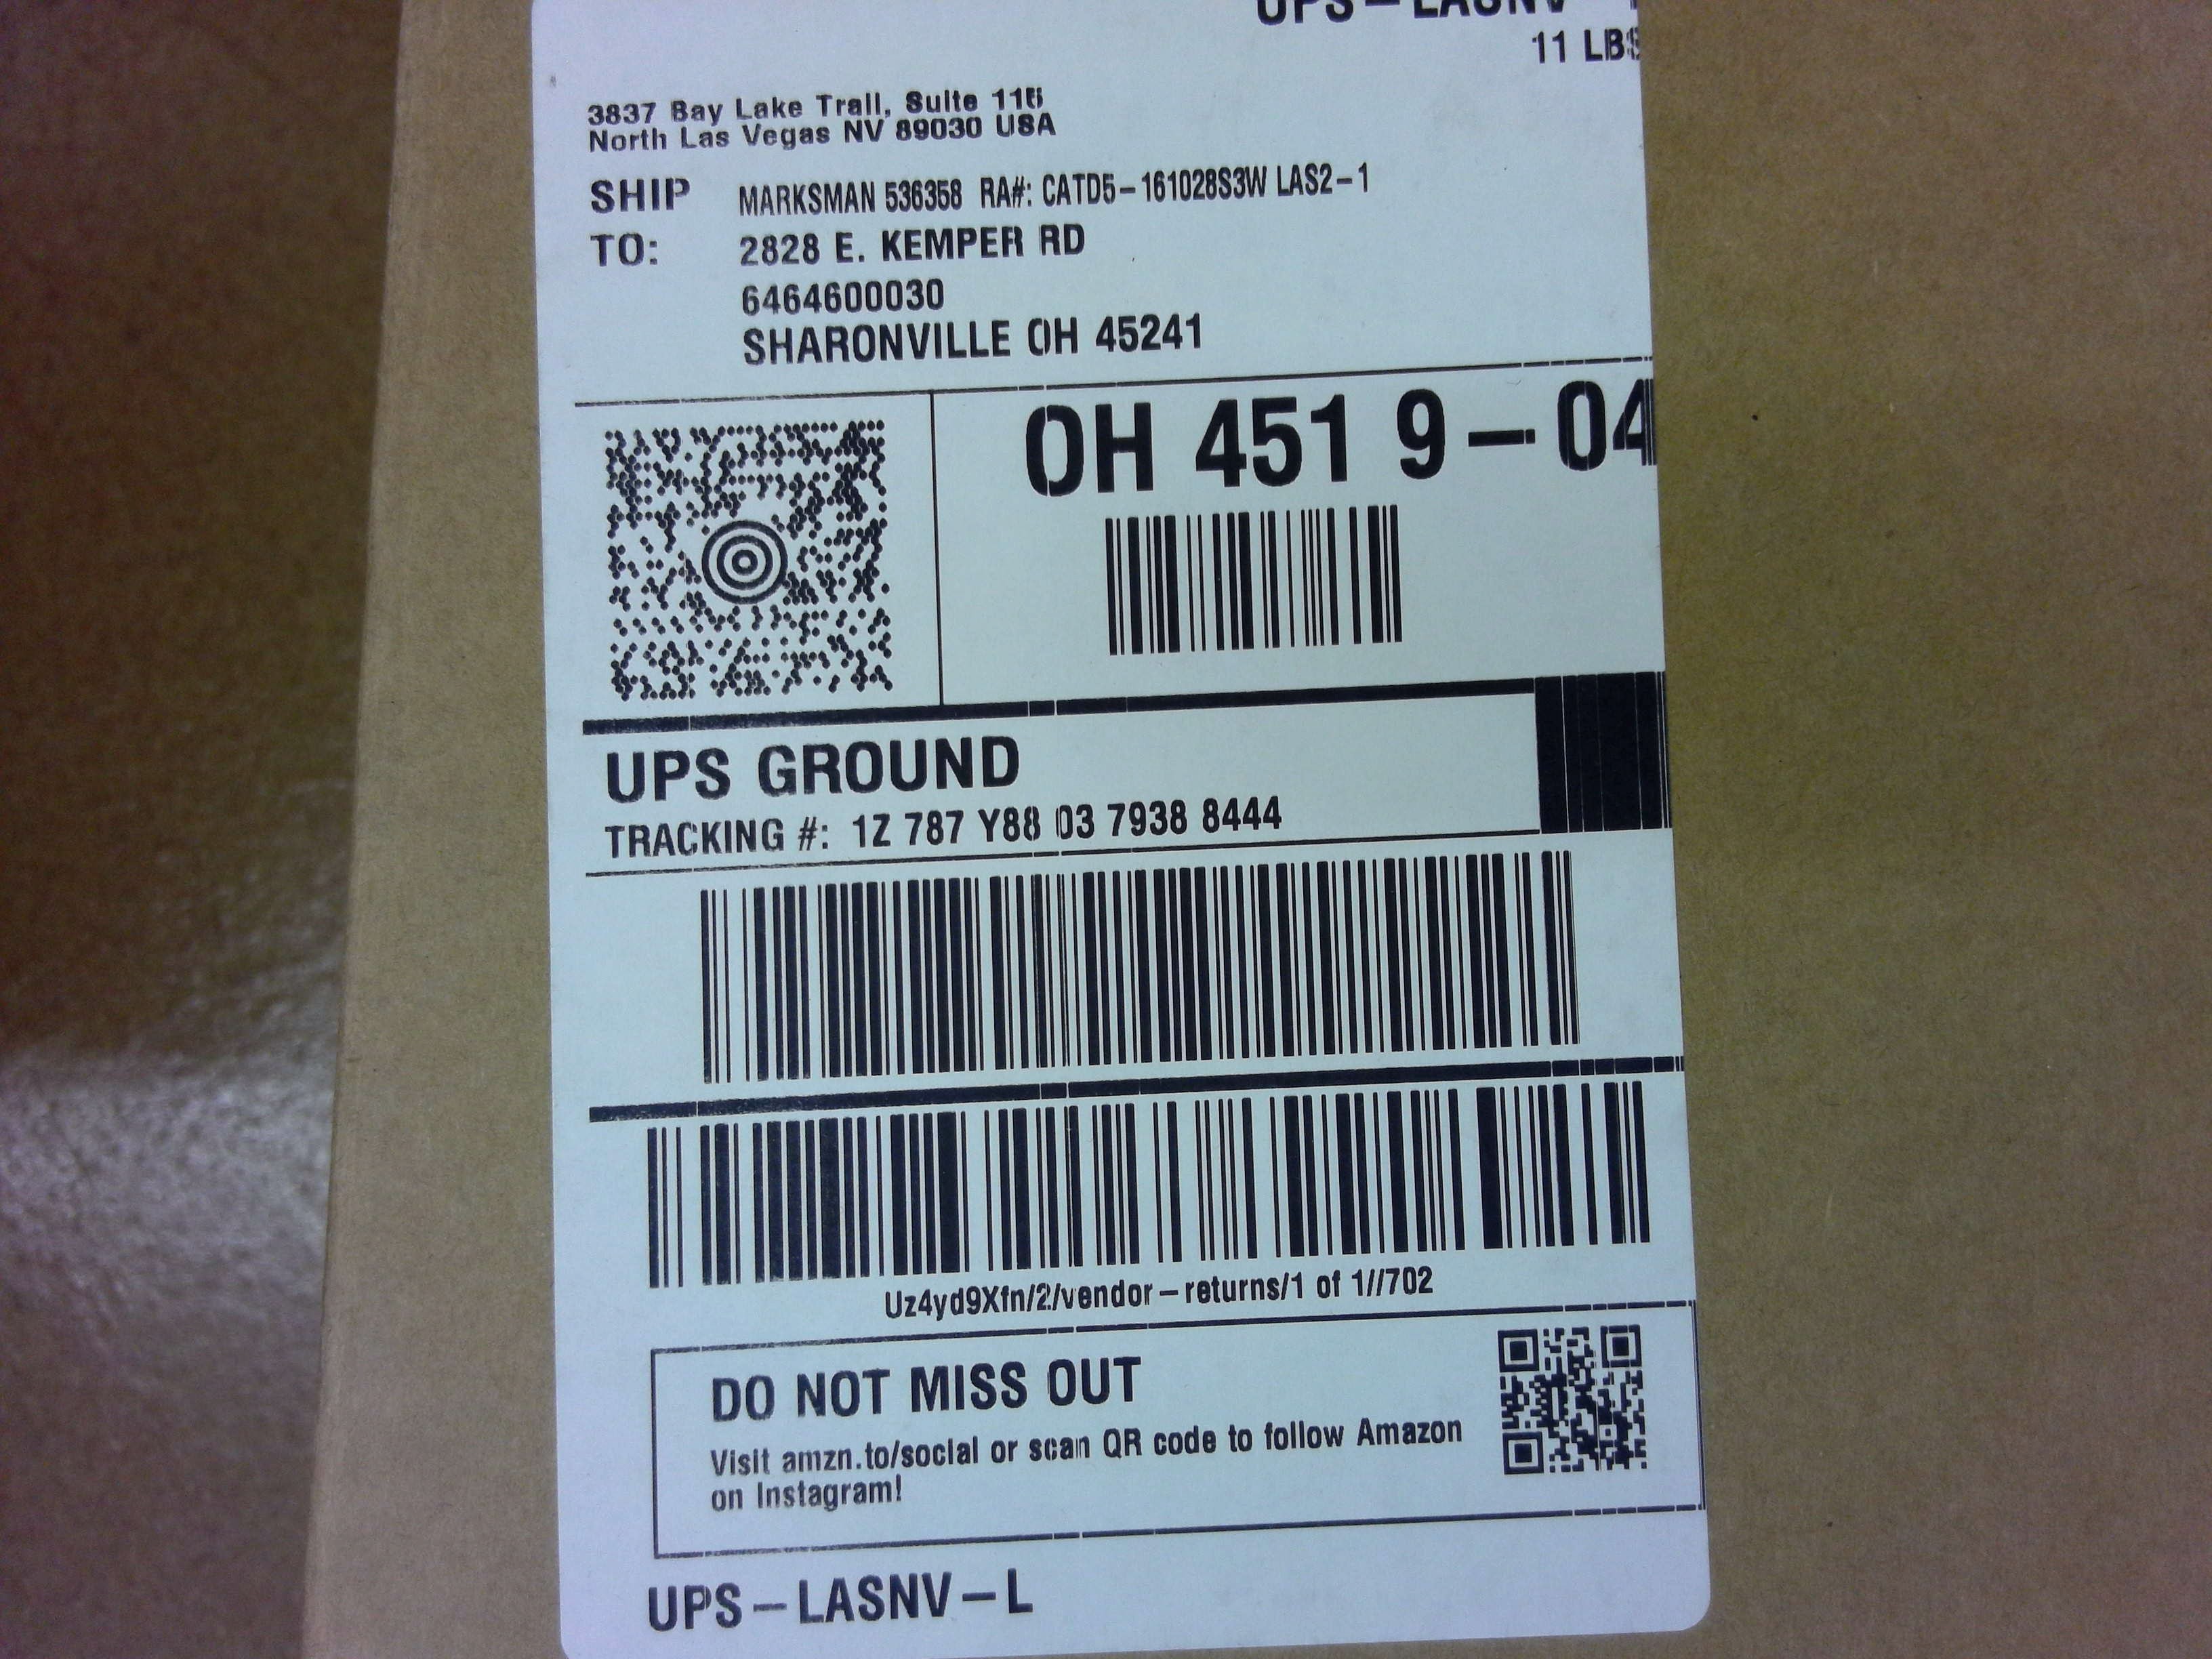 UPS-LASNV
11 LBS
3837 Bay Lake Trail, Suite 115
North Las Vegas NV 89030 USA
SHIP MARKSMAN 536358 RA#: CATD5-161028S3W LAS2-1
TO: 2828 E. KEMPER RD
6464600030
SHARONVILLE OH 45241
OH 451 9-04
UPS GROUND
TRACKING #: 1Z 787 Y88 03 7938 8444
Uz4yd9Xfn/2/vendor-returns/1 of 1//702
DO NOT MISS OUT
Visit amzn.to/social or scan QR code to follow Amazon
on Instagram!
UPS-LASNV-L